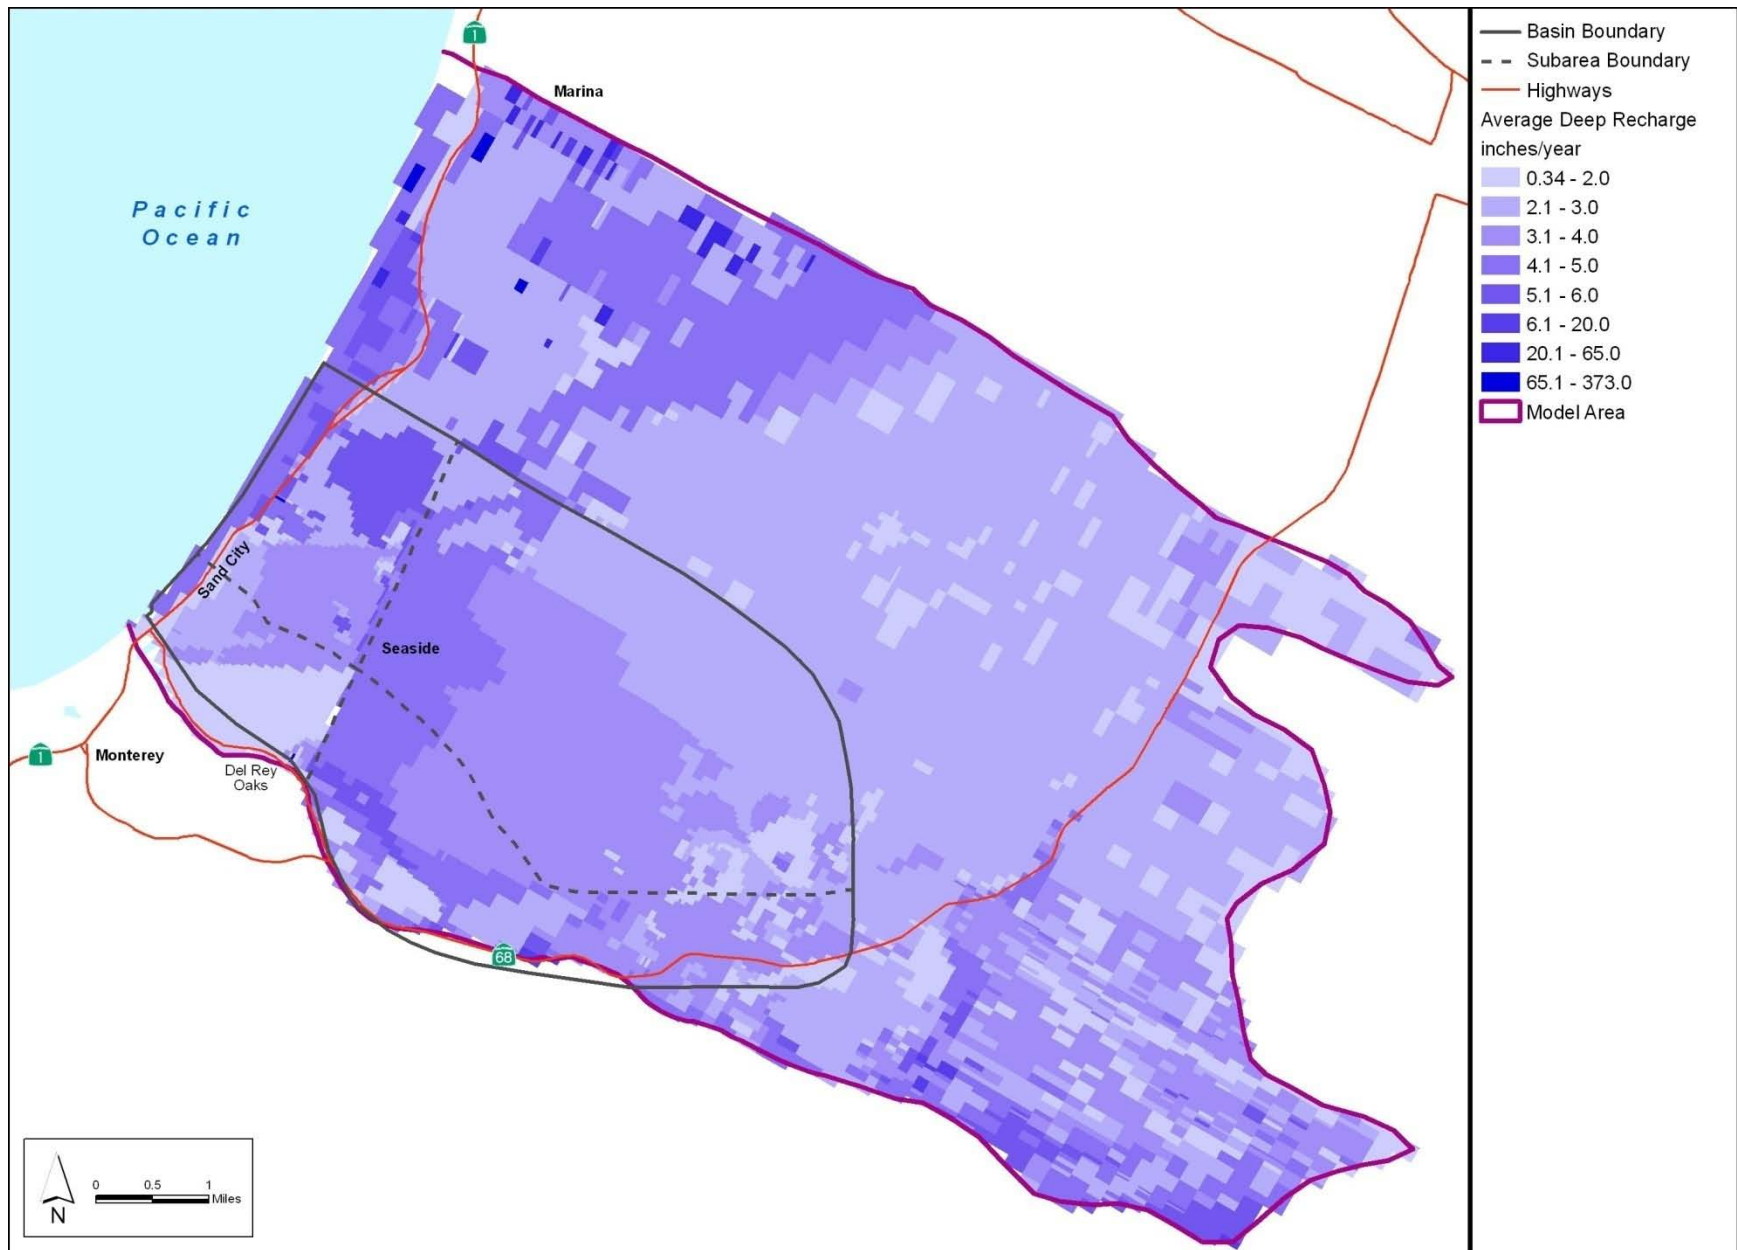 1
Marina
Pacific
Ocean
Sand City
Seaside
1
Monterey
Del Rey
Oaks
68
0 0.5 1
Miles
N
Basin Boundary
Subarea Boundary
Highways
Average Deep Recharge
inches/year
0.34 - 2.0
2.1 - 3.0
3.1 - 4.0
4.1 - 5.0
5.1 - 6.0
6.1 - 20.0
20.1 - 65.0
65.1 - 373.0
Model Area